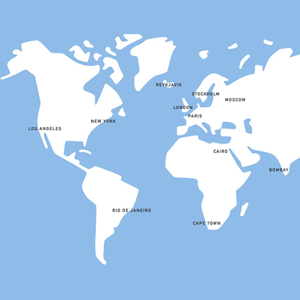 REYKJAVIK
STOCKHOLM
MOSCOW
LONDON
PARIS
NEW YORK
LOS ANGELES
CAIRO
BOMBAY
RIO DE JANEIRO
CAPE TOWN